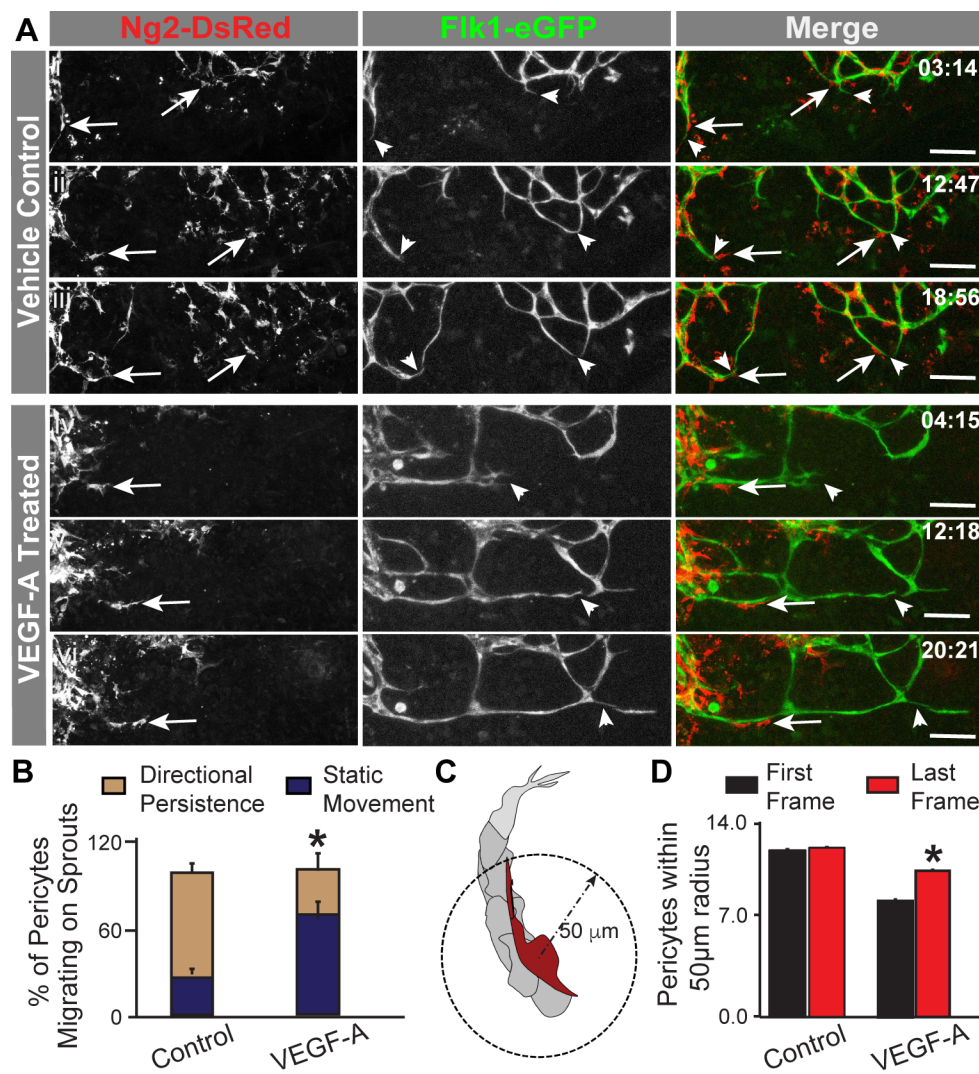 A
Ng2-DsRed
Flk1-eGFP
Merge
Vehicle Control
i
03:14
ii
12:47
iii
18:56
VEGF-A Treated
iv
04:15
v
12:18
vi
20:21
B
Directional Persistence
Static Movement
% of Pericytes
Migrating on Sprouts
120
60
0
*
Control
VEGF-A
C
50 μm
D
First Frame
Last Frame
Pericytes within
50μm radius
14.0
7.0
0.0
*
Control
VEGF-A